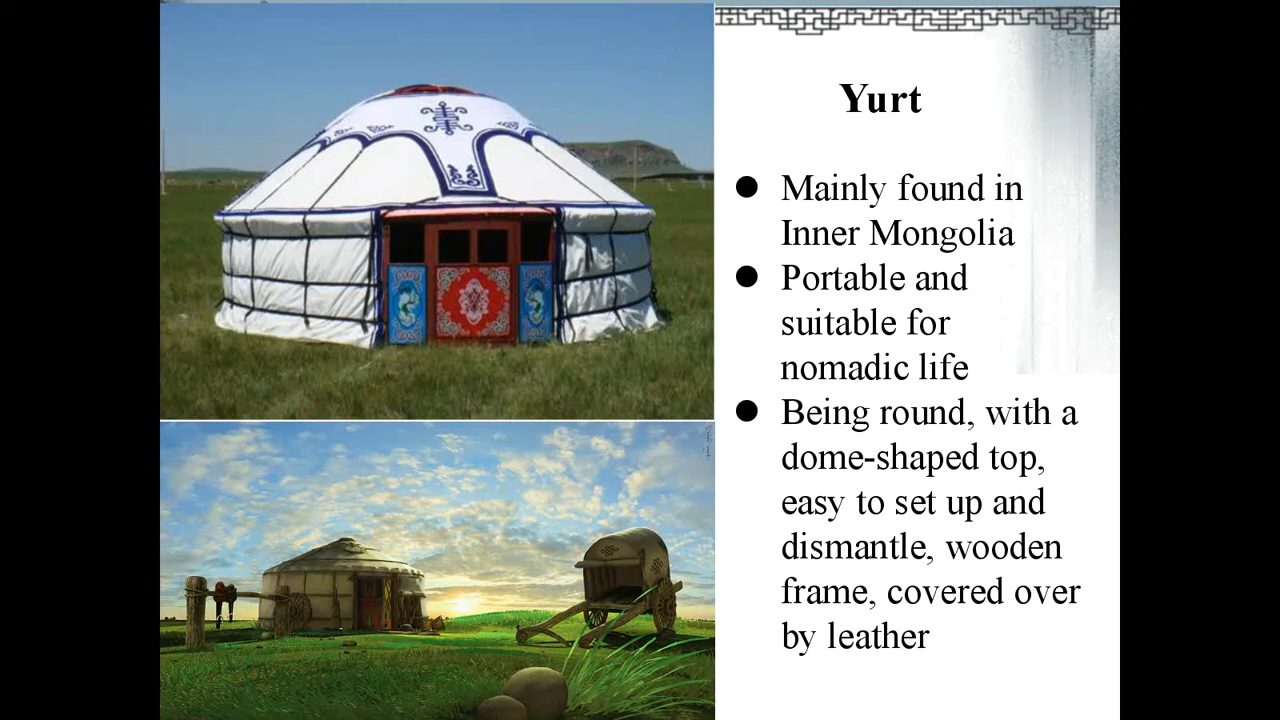 Yurt
● Mainly found in
Inner Mongolia
● Portable and
suitable for
nomadic life
● Being round, with a
dome-shaped top,
easy to set up and
dismantle, wooden
frame, covered over
by leather